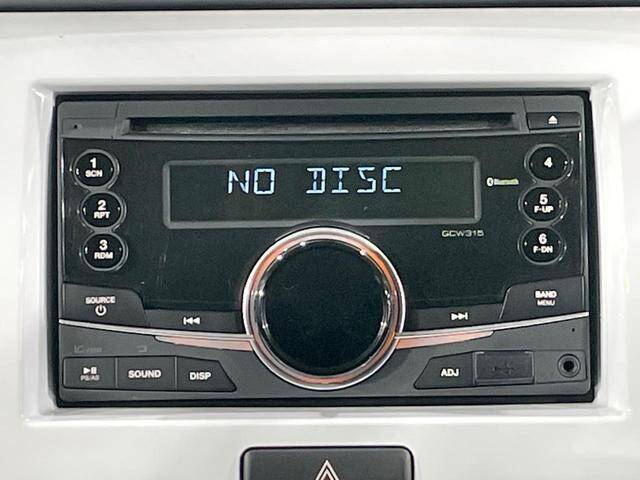 NO DISC
Bluetooth
GCW315
1
SCN
2
RPT
3
RDM
4
5
F-UP
6
F-DN
SOURCE
BAND
MENU
PS/AS
SOUND
DISP
ADJ